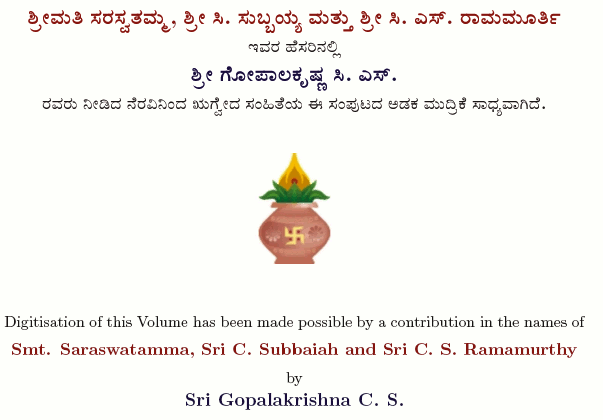 ಶ್ರೀಮತಿ ಸರಸ್ವತಮ್ಮ, ಶ್ರೀ ಸಿ. ಸುಬ್ಬಯ್ಯ ಮತ್ತು ಶ್ರೀ ಸಿ. ಎಸ್. ರಾಮಮೂರ್ತಿ
ಇವರ ಹೆಸರಿನಲ್ಲಿ
ಶ್ರೀ ಗೋಪಾಲಕೃಷ್ಣ ಸಿ. ಎಸ್.
ರವರು ನೀಡಿದ ನೆರವಿನಿಂದ ಋಗ್ವೇದ ಸಂಹಿತೆಯ ಈ ಸಂಪುಟದ ಅಡಕ ಮುದ್ರಿಕೆ ಸಾಧ್ಯವಾಗಿದೆ.
Digitisation of this Volume has been made possible by a contribution in the names of
Smt. Saraswatamma, Sri C. Subbaiah and Sri C. S. Ramamurthy
by
Sri Gopalakrishna C. S.